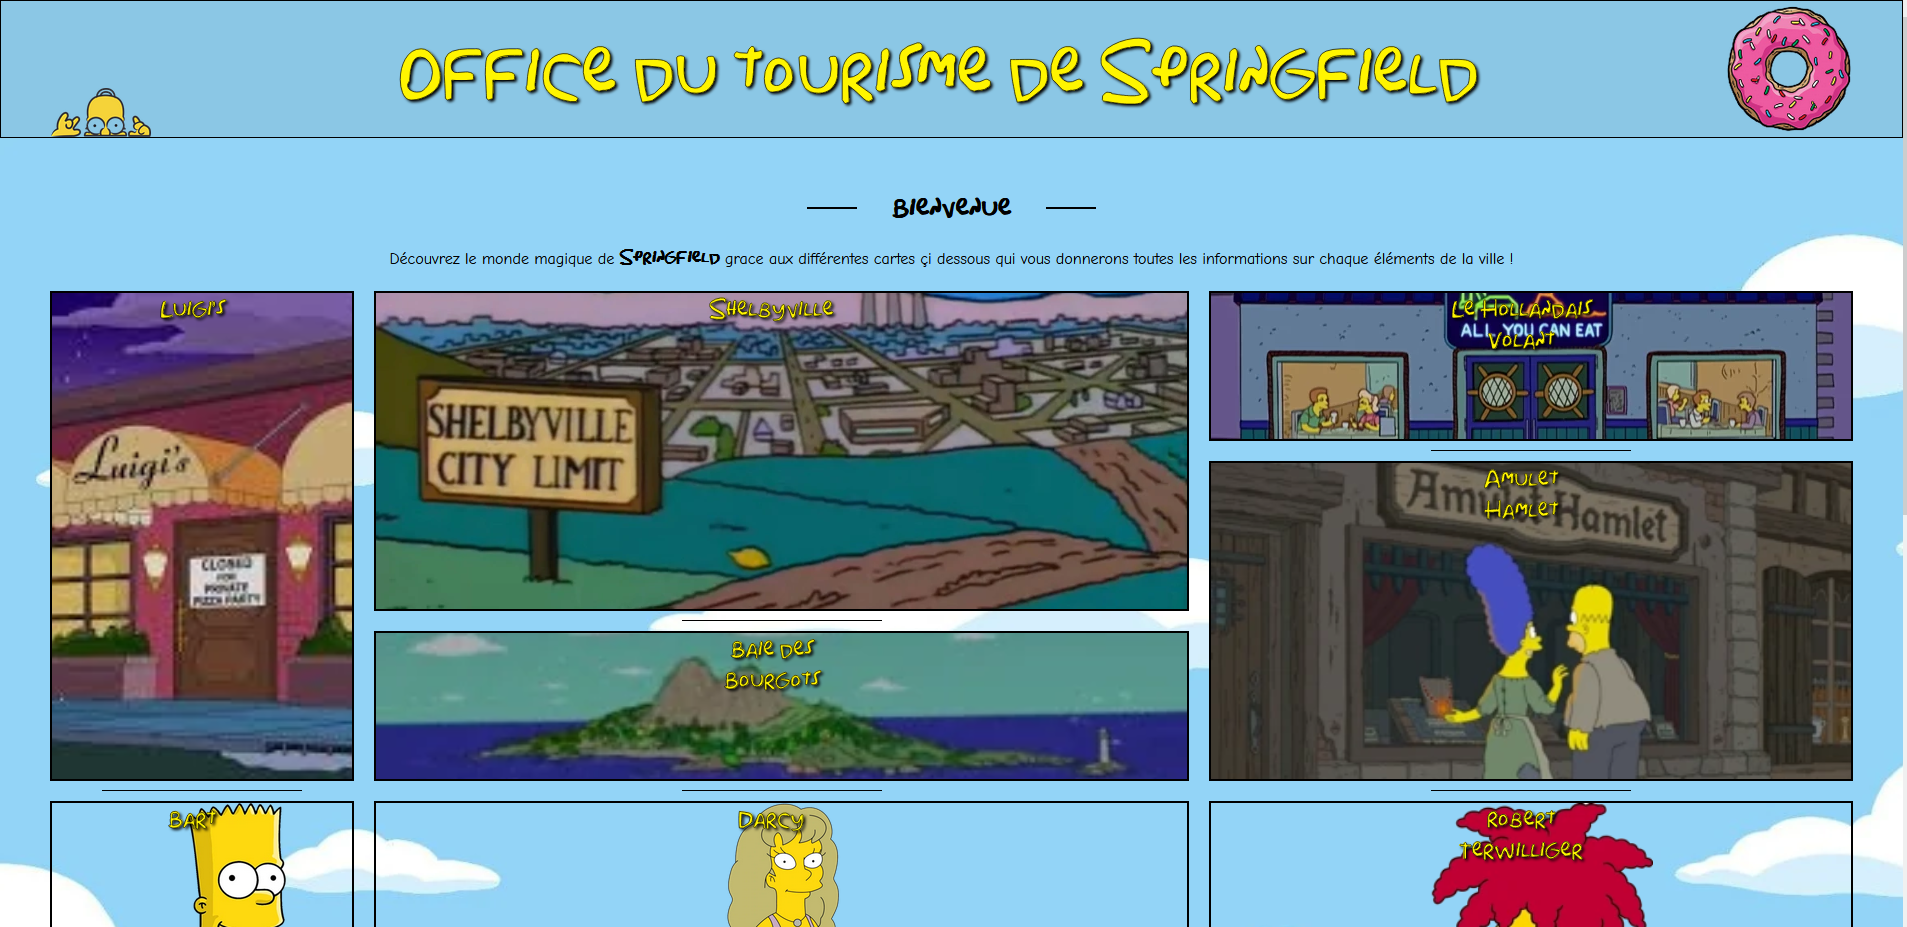 Office du tourisme de Springfield
Bienvenue
Découvrez le monde magique de Springfield grace aux différentes cartes çi dessous qui vous donnerons toutes les informations sur chaque éléments de la ville !
Luigi's
Luigi's
CLOSED
FOR
PRIVATE
PIZZA PARTY
Shelbyville
SHELBYVILLE
CITY LIMIT
Baie des
Bourgots
Le Hollandais
Volant
ALL YOU CAN EAT
Amulet
Hamlet
Amulet Hamlet
Bart
Darcy
Robert
Terwilliger